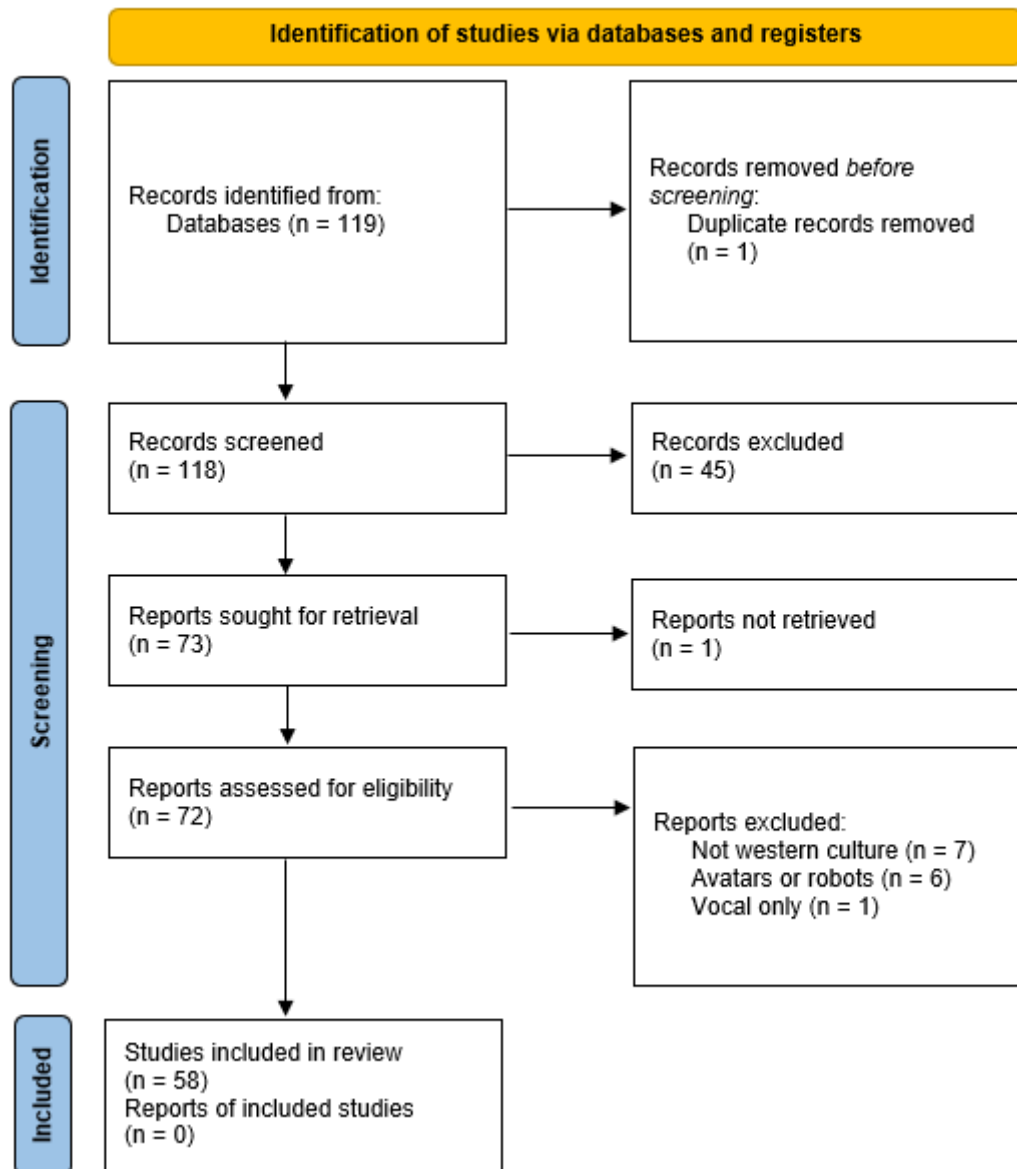 Identification of studies via databases and registers
Identification
Records identified from:
Databases (n = 119)
Records removed before
screening:
Duplicate records removed
(n = 1)
Screening
Records screened
(n = 118)
Records excluded
(n = 45)
Reports sought for retrieval
(n = 73)
Reports not retrieved
(n = 1)
Reports assessed for eligibility
(n = 72)
Reports excluded:
Not western culture (n = 7)
Avatars or robots (n = 6)
Vocal only (n = 1)
Included
Studies included in review
(n = 58)
Reports of included studies
(n = 0)